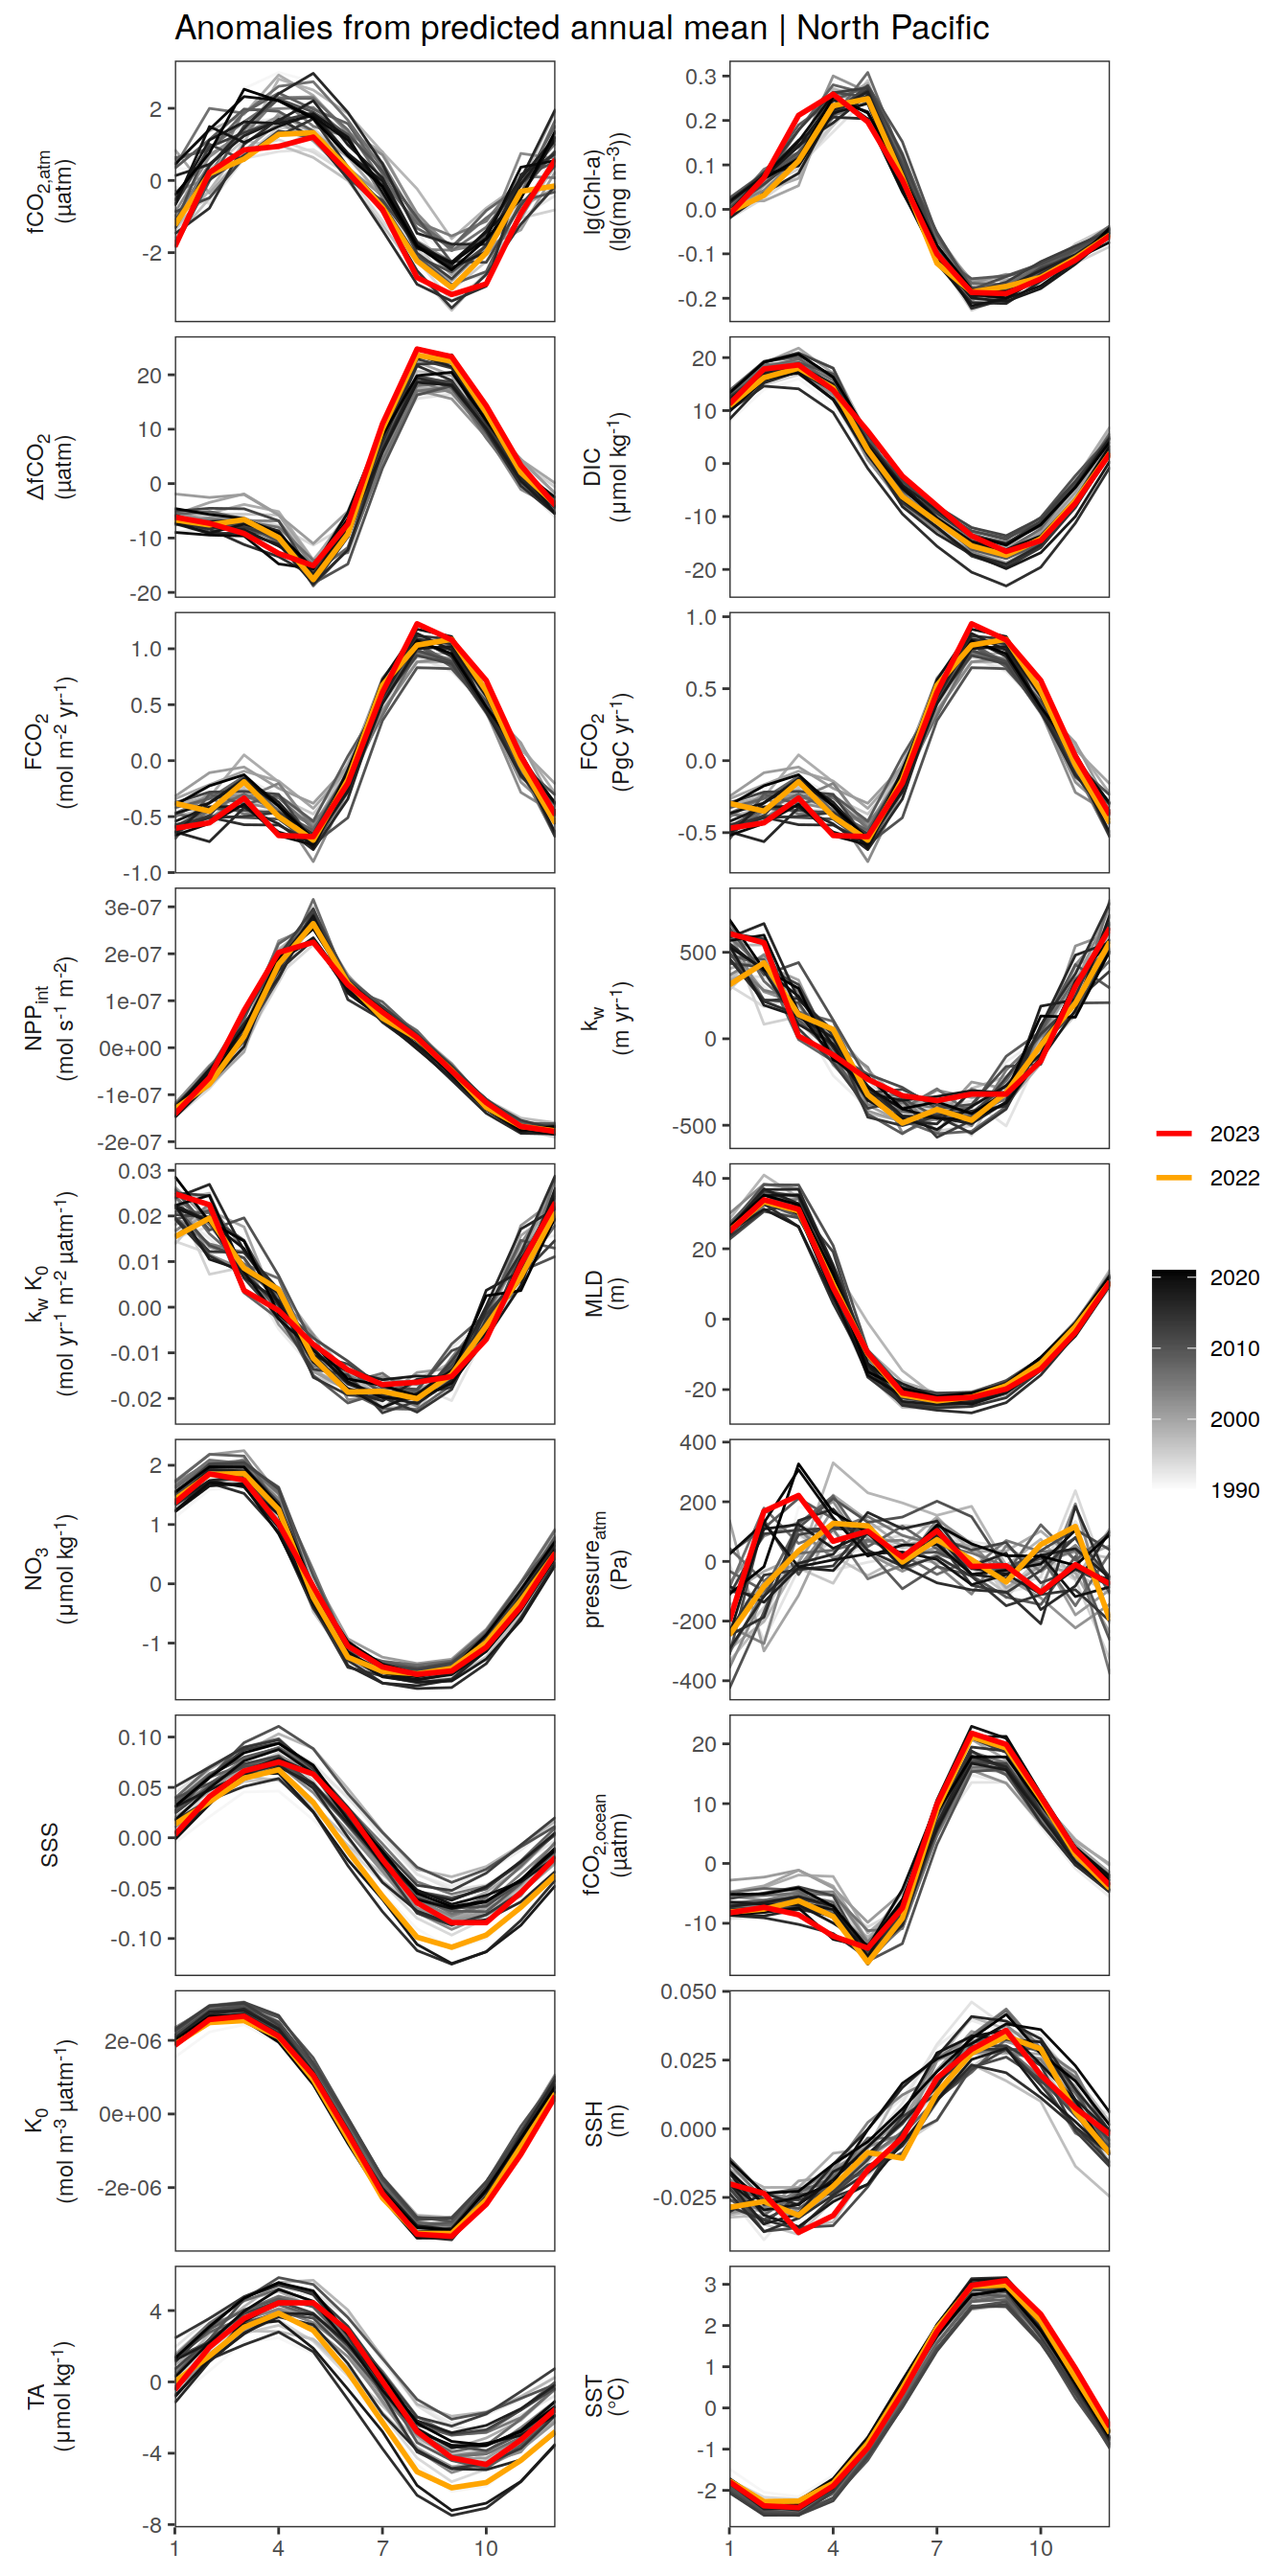 Anomalies from predicted annual mean | North Pacific
fCO2,atm
(µatm)
2
0
-2
lg(Chl-a)
(lg(mg m-3))
0.3
0.2
0.1
0.0
-0.1
-0.2
ΔfCO2
(µatm)
20
10
0
-10
-20
DIC
(µmol kg-1)
20
10
0
-10
-20
FCO2
(mol m-2 yr-1)
1.0
0.5
0.0
-0.5
-1.0
FCO2
(PgC yr-1)
1.0
0.5
0.0
-0.5
NPPint
(mol s-1 m-2)
3e-07
2e-07
1e-07
0e+00
-1e-07
-2e-07
kw
(m yr-1)
500
0
-500
kw K0
(mol yr-1 m-2 µatm-1)
0.03
0.02
0.01
0.00
-0.01
-0.02
MLD
(m)
40
20
0
-20
NO3
(µmol kg-1)
2
1
0
-1
pressureatm
(Pa)
400
200
0
-200
-400
SSS
0.10
0.05
0.00
-0.05
-0.10
fCO2,ocean
(µatm)
20
10
0
-10
K0
(mol m-3 µatm-1)
2e-06
0e+00
-2e-06
SSH
(m)
0.050
0.025
0.000
-0.025
TA
(µmol kg-1)
4
0
-4
-8
SST
(°C)
3
2
1
0
-1
-2
1 4 7 10
1 4 7 10
2023
2022
2020
2010
2000
1990